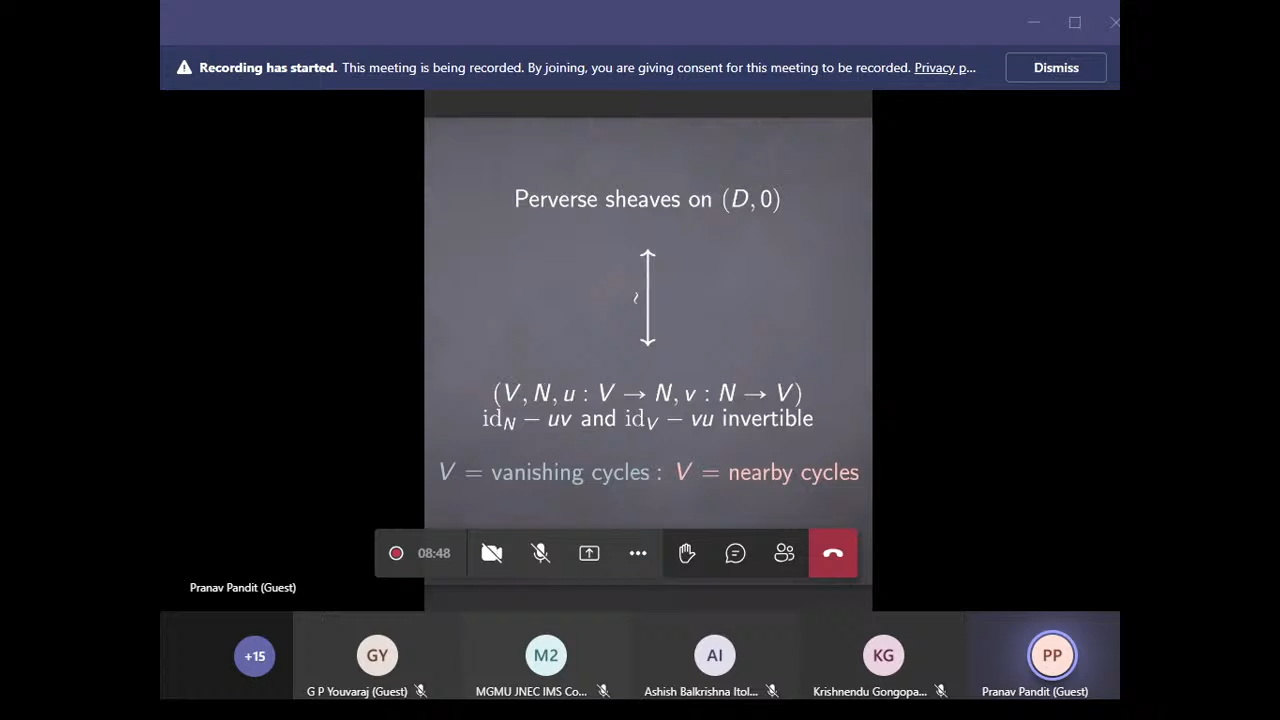 Recording has started. This meeting is being recorded. By joining, you are giving consent for this meeting to be recorded. Privacy p...
Dismiss
Perverse sheaves on (D, 0)
~
(V, N, u : V → N, v : N → V)
id_N − uv and id_V − vu invertible
V = vanishing cycles : V = nearby cycles
08:48
Pranav Pandit (Guest)
+15
GY
M2
AI
KG
PP
G P Youvaraj (Guest)
MGMU JNEC IMS Co...
Ashish Balkrishna Itol...
Krishnendu Gongopa...
Pranav Pandit (Guest)